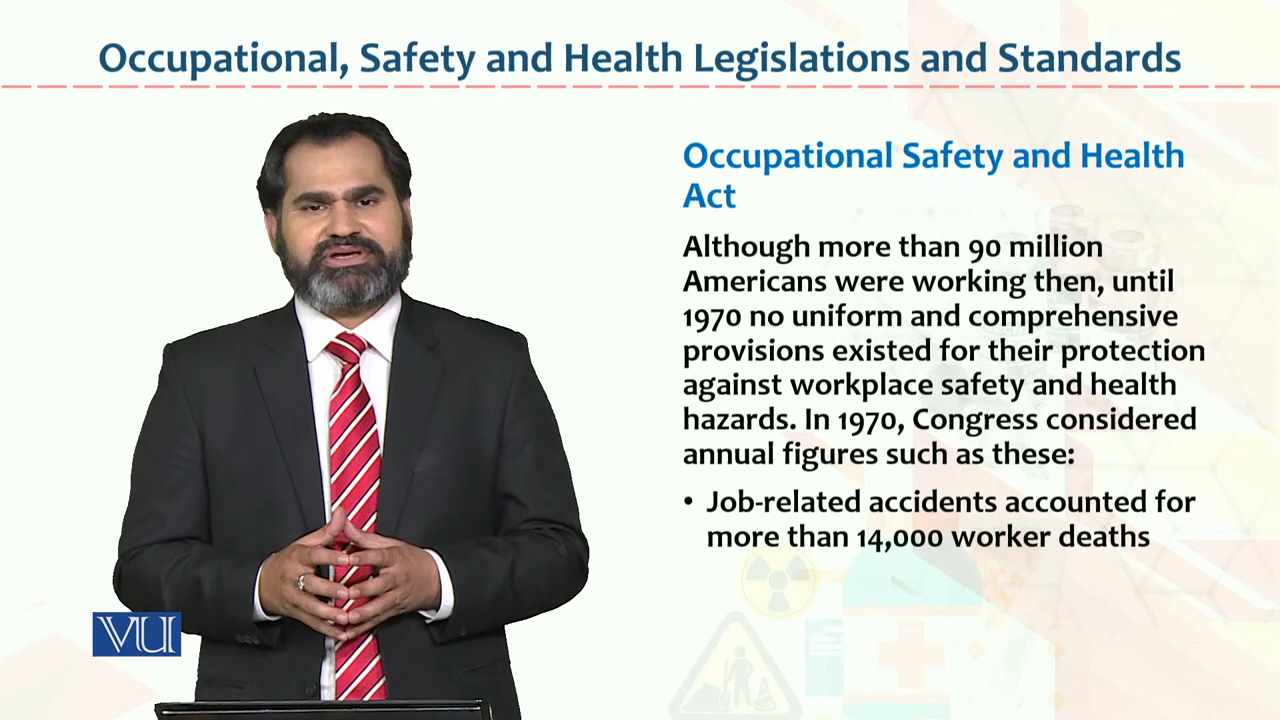 Occupational, Safety and Health Legislations and Standards
Occupational Safety and Health
Act
Although more than 90 million
Americans were working then, until
1970 no uniform and comprehensive
provisions existed for their protection
against workplace safety and health
hazards. In 1970, Congress considered
annual figures such as these:
• Job-related accidents accounted for
more than 14,000 worker deaths
VU